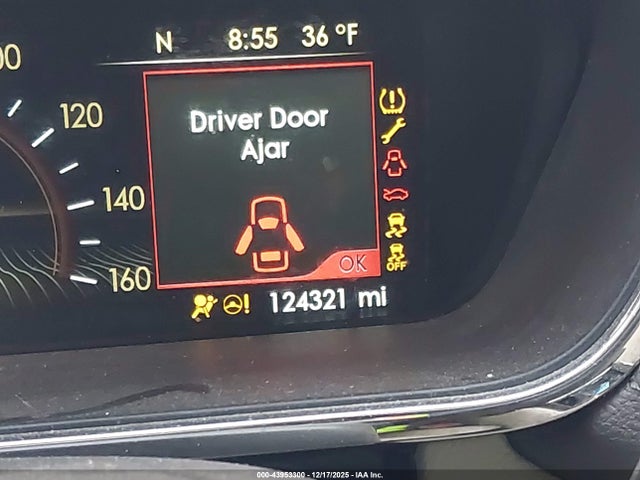 N 8:55 36 °F
120
140
160
Driver Door
Ajar
OK
OFF
124321 mi
000-43953300 - 12/17/2025 - IAA Inc.